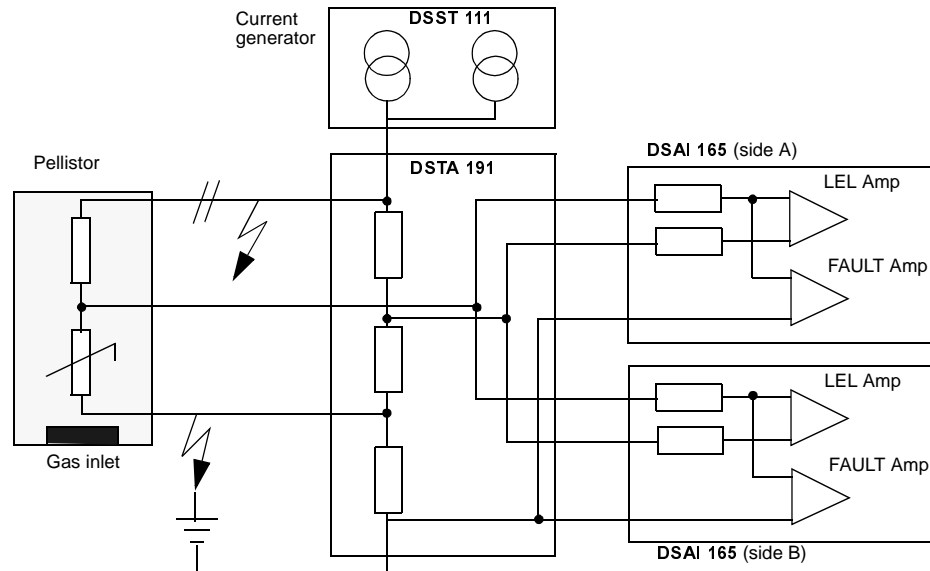 Current
generator
DSST 111
Pellistor
DSTA 191
DSAI 165 (side A)
LEL Amp
FAULT Amp
LEL Amp
FAULT Amp
Gas inlet
DSAI 165 (side B)